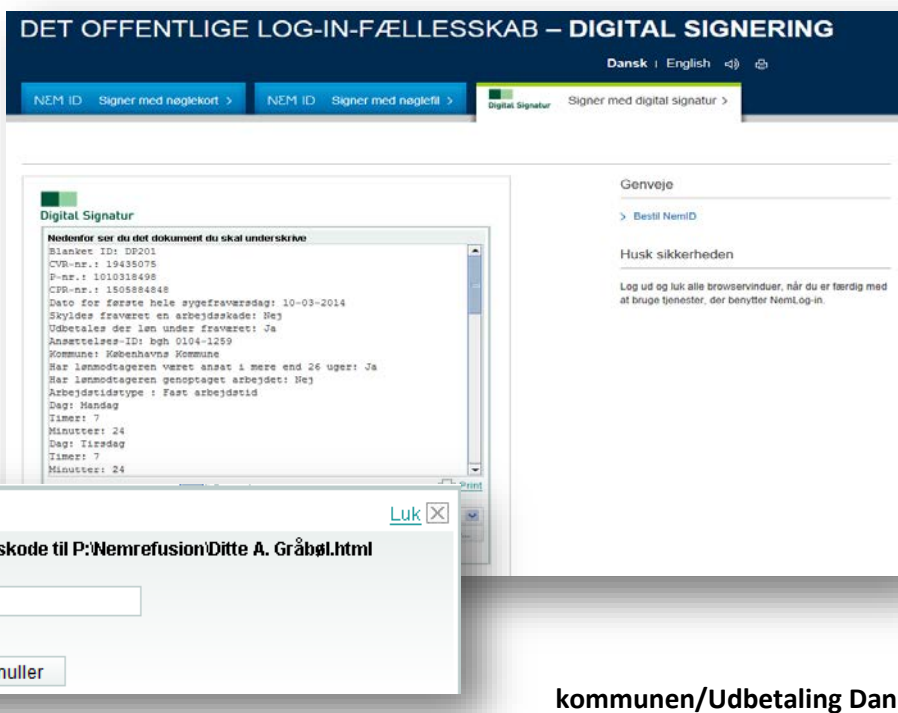 DET OFFENTLIGE LOG-IN-FÆLLESSKAB – DIGITAL SIGNERING
Dansk | English
NEM ID Signer med nøglekort >
NEM ID Signer med nøglefil >
Digital Signatur Signer med digital signatur >
Digital Signatur
Nedenfor ser du det dokument du skal underskrive
Blanket ID: DP201
CVR-nr.: 19435075
P-nr.: 1010318498
CPR-nr.: 1505884848
Dato for første hele sygefraværsdag: 10-03-2014
Skyldes fraværet en arbejdsskade: Nej
Udbetales der løn under fraværet: Ja
Ansættelses-ID: bgh 0104-1259
Kommune: Københavns Kommune
Har lønmodtageren været ansat i mere end 26 uger: Ja
Har lønmodtageren genoptaget arbejdet: Nej
Arbejdstidstype : Fast arbejdstid
Dag: Mandag
Timer: 7
Minutter: 24
Dag: Tirsdag
Timer: 7
Minutter: 24
Print
Genveje
> Bestil NemID
Husk sikkerheden
Log ud og luk alle browservinduer, når du er færdig med
at bruge tjenester, der benytter NemLog-in.
Luk
skode til P:\Nemrefusion\Ditte A. Gråbøl.html
nuller
kommunen/Udbetaling Dan